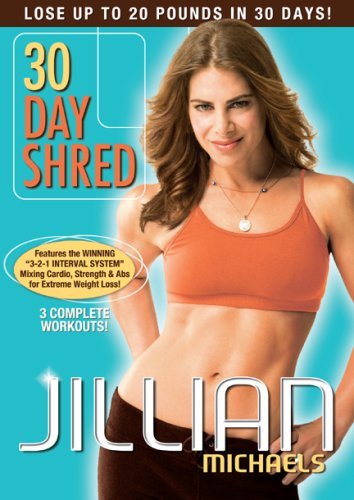 LOSE UP TO 20 POUNDS IN 30 DAYS!
30
DAY
SHRED
Features the WINNING
"3-2-1 INTERVAL SYSTEM"
Mixing Cardio, Strength & Abs
for Extreme Weight Loss!
3 COMPLETE
WORKOUTS!
JILLIAN
MICHAELS